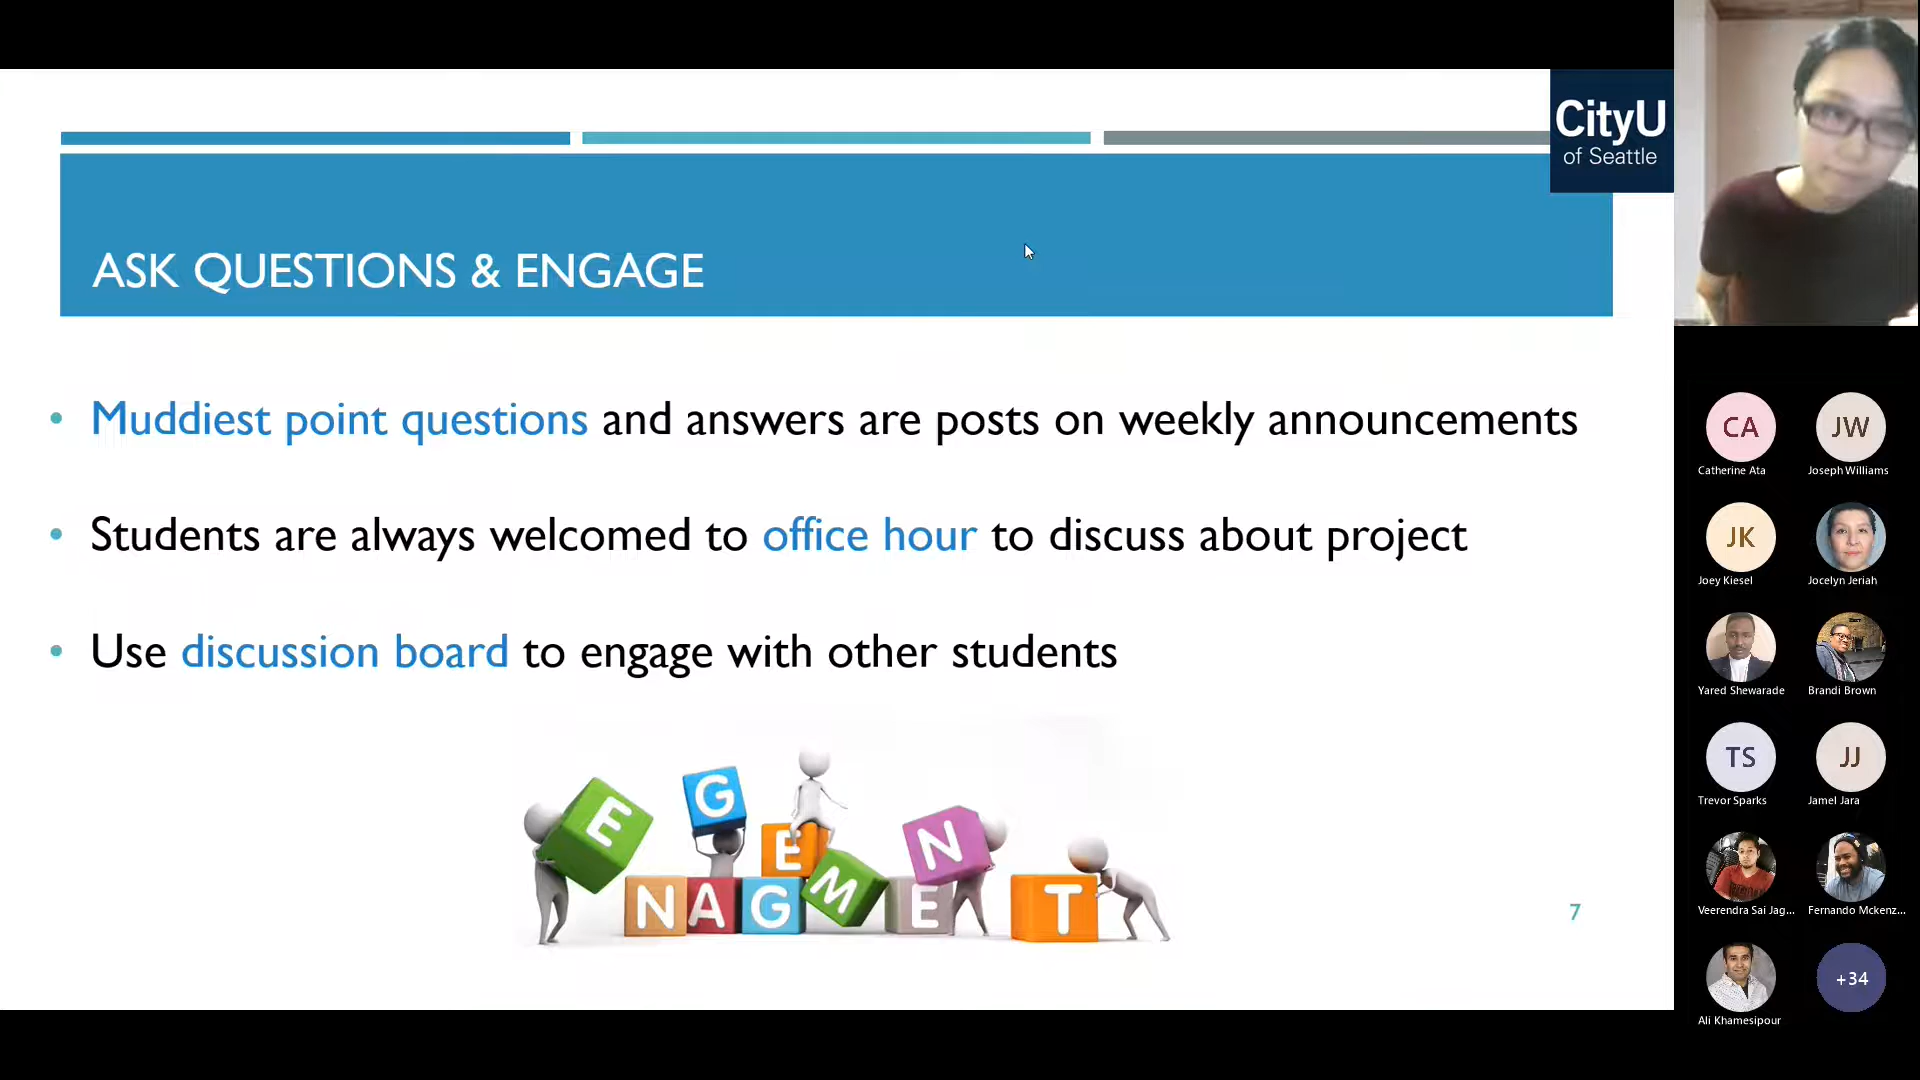 CityU
of Seattle
ASK QUESTIONS & ENGAGE
Muddiest point questions and answers are posts on weekly announcements
Students are always welcomed to office hour to discuss about project
Use discussion board to engage with other students
E
G
E
N
N
A
G
M
E
T
7
CA
JW
Catherine Ata
Joseph Williams
JK
Joey Kiesel
Jocelyn Jeriah
Yared Shewarade
Brandi Brown
TS
JJ
Trevor Sparks
Jamel Jara
Veerendra Sai Jag...
Fernando Mckenz...
+34
Ali Khamesipour